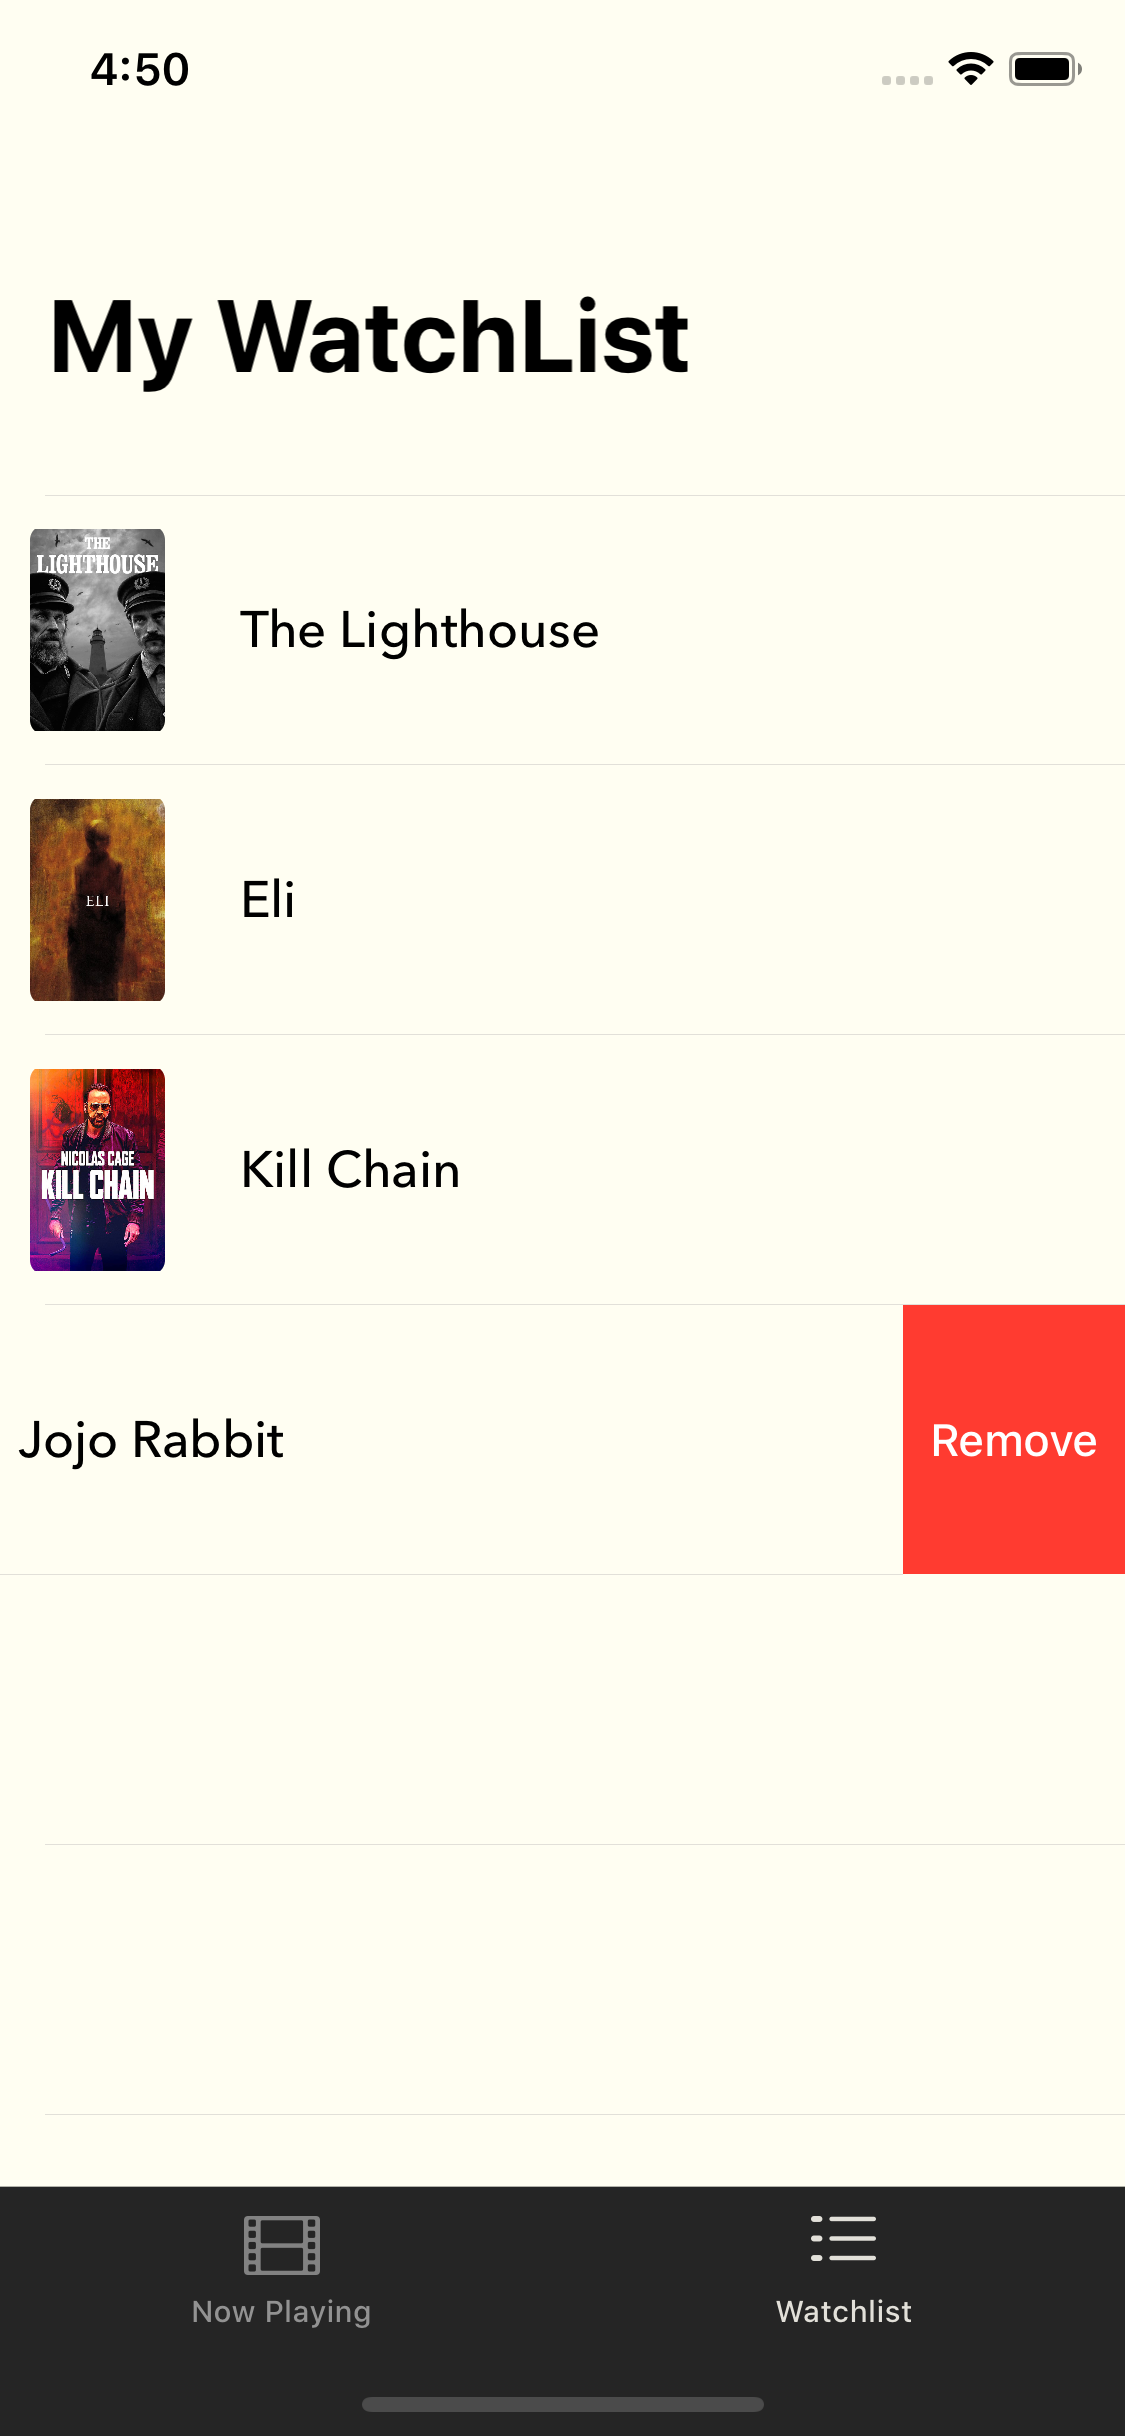 4:50
My WatchList
THE
LIGHTHOUSE
The Lighthouse
ELI
Eli
NICOLAS CAGE
KILL CHAIN
Kill Chain
Jojo Rabbit
Remove
Now Playing
Watchlist